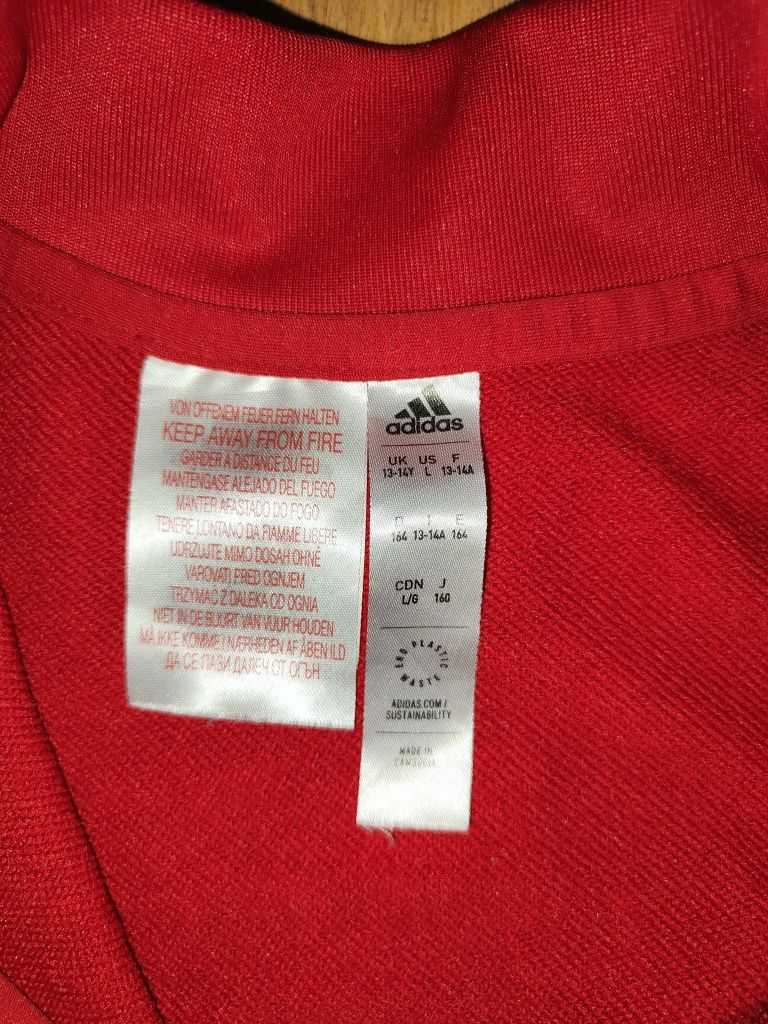 VON OFFENEM FEUER FERN HALTEN
KEEP AWAY FROM FIRE
GARDER A DISTANCE DU FEU
MANTENGASE ALEJADO DEL FUEGO
MANTER AFASTADO DO FOGO
TENERE LONTANO DA FIAMME LIBERE
UDRZUJTE MIMO DOSAH OHNĚ
VAROVATI PRED OGNJEM
TRZYMAĆ Z DALEKA OD OGNIA
NIET IN DE BUURT VAN VUUR HOUDEN
MÅ IKKE KOMME I NÆRHEDEN AF ÅBEN ILD
ДА СЕ ПАЗИ ДАЛЕЧ ОТ ОГЪН
adidas
UK US F
13-14Y L 13-14A
D I E
164 13-14A 164
CDN J
L/G 160
END PLASTIC WASTE
ADIDAS.COM/
SUSTAINABILITY
MADE IN
CAMBODIA